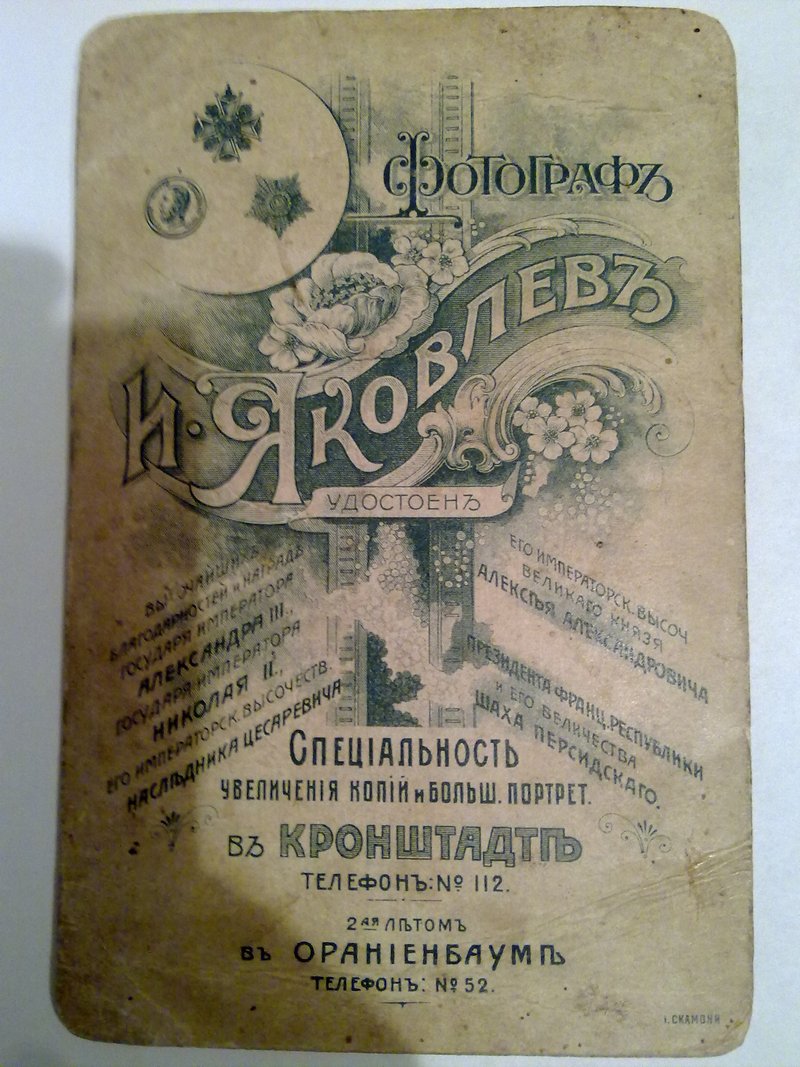 Фотографъ
И. Яковлевъ
УДОСТОЕНЪ
ВЫСОЧАЙШИХЪ
БЛАГОДАРНОСТЕЙ И НАГРАДЪ
ГОСУДАРЯ ИМПЕРАТОРА
АЛЕКСАНДРА III.,
ГОСУДАРЯ ИМПЕРАТОРА
НИКОЛАЯ II.,
ЕГО ИМПЕРАТОРСК. ВЫСОЧЕСТВ.
НАСЛѢДНИКА ЦЕСАРЕВИЧА
ЕГО ИМПЕРАТОРСК. ВЫСОЧ
ВЕЛИКАГО КНЯЗЯ
АЛЕКСѢЯ АЛЕКСАНДРОВИЧА
ПРЕЗИДЕНТА ФРАНЦ. РЕСПУБЛИКИ
И ЕГО ВЕЛИЧЕСТВА
ШАХА ПЕРСИДСКАГО.
СПЕЦІАЛЬНОСТЬ
УВЕЛИЧЕНІЯ КОПІЙ и БОЛЬШ. ПОРТРЕТ.
ВЪ КРОНШТАДТѢ
ТЕЛЕФОНЪ: № 112.
2АЯ ЛѢТОМЪ
ВЪ ОРАНІЕНБАУМѢ
ТЕЛЕФОНЪ: № 52.
І. СКАМОНИ